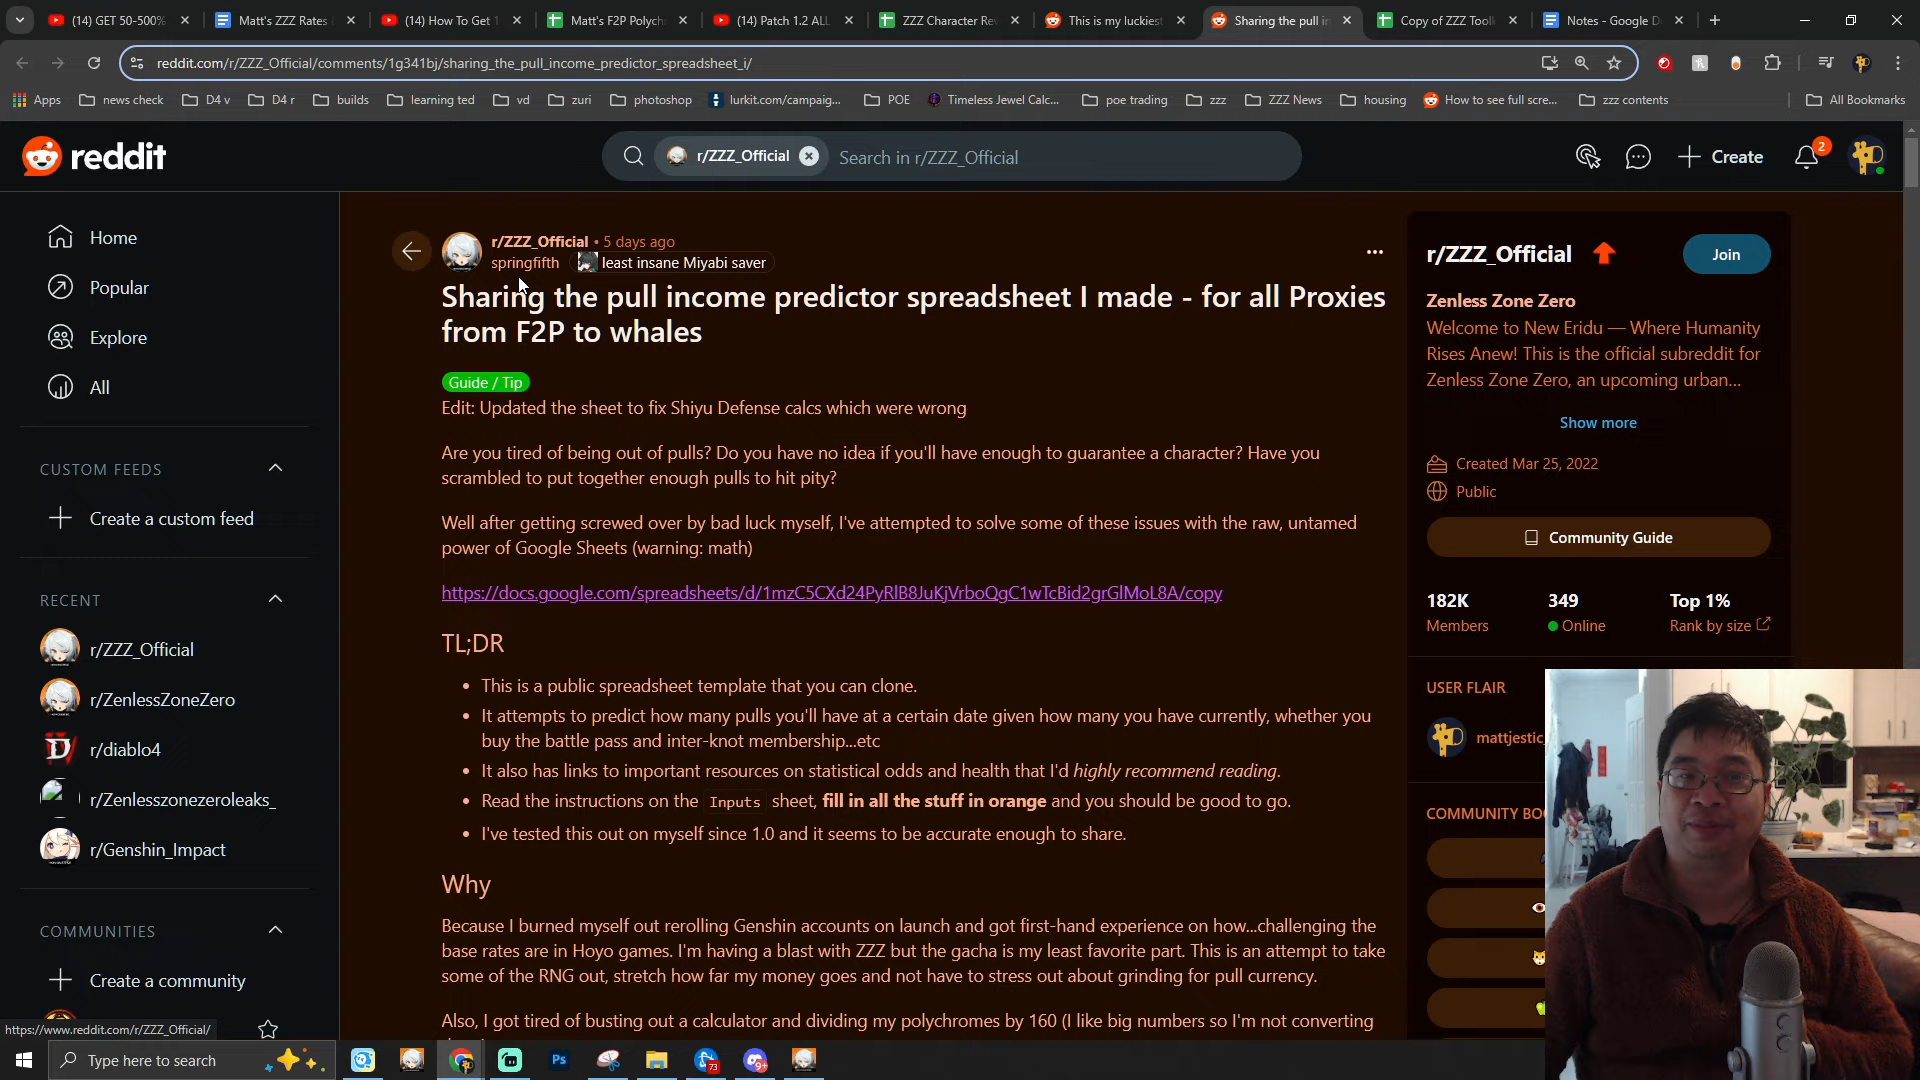 (14) GET 50-500%
Matt's ZZZ Rates
(14) How To Get 1
Matt's F2P Polych
(14) Patch 1.2 ALL
ZZZ Character Re
This is my luckiest
Sharing the pull in
Copy of ZZZ Tool
Notes - Google D
reddit.com/r/ZZZ_Official/comments/1g341bj/sharing_the_pull_income_predictor_spreadsheet_i/
Apps
news check
D4 v
D4 r
builds
learning ted
vd
zuri
photoshop
lurkit.com/campaig...
POE
Timeless Jewel Calc...
poe trading
zzz
ZZZ News
housing
How to see full scre...
zzz contents
All Bookmarks
reddit
r/ZZZ_Official
Search in r/ZZZ_Official
Create
2
Home
Popular
Explore
All
CUSTOM FEEDS
Create a custom feed
RECENT
r/ZZZ_Official
r/ZenlessZoneZero
r/diablo4
r/Zenlesszonezeroleaks_
r/Genshin_Impact
COMMUNITIES
Create a community
https://www.reddit.com/r/ZZZ_Official/
r/ZZZ_Official • 5 days ago
springfifth
least insane Miyabi saver
Sharing the pull income predictor spreadsheet I made - for all Proxies
from F2P to whales
Guide / Tip
Edit: Updated the sheet to fix Shiyu Defense calcs which were wrong
Are you tired of being out of pulls? Do you have no idea if you'll have enough to guarantee a character? Have you
scrambled to put together enough pulls to hit pity?
Well after getting screwed over by bad luck myself, I've attempted to solve some of these issues with the raw, untamed
power of Google Sheets (warning: math)
https://docs.google.com/spreadsheets/d/1mzC5CXd24PyRlB8JuKjVrboQgC1wTcBid2grGlMoL8A/copy
TL;DR
• This is a public spreadsheet template that you can clone.
• It attempts to predict how many pulls you'll have at a certain date given how many you have currently, whether you
buy the battle pass and inter-knot membership...etc
• It also has links to important resources on statistical odds and health that I'd highly recommend reading.
• Read the instructions on the Inputs sheet, fill in all the stuff in orange and you should be good to go.
• I've tested this out on myself since 1.0 and it seems to be accurate enough to share.
Why
Because I burned myself out rerolling Genshin accounts on launch and got first-hand experience on how...challenging the
base rates are in Hoyo games. I'm having a blast with ZZZ but the gacha is my least favorite part. This is an attempt to take
some of the RNG out, stretch how far my money goes and not have to stress out about grinding for pull currency.
Also, I got tired of busting out a calculator and dividing my polychromes by 160 (I like big numbers so I'm not converting
r/ZZZ_Official
Join
Zenless Zone Zero
Welcome to New Eridu — Where Humanity
Rises Anew! This is the official subreddit for
Zenless Zone Zero, an upcoming urban...
Show more
Created Mar 25, 2022
Public
Community Guide
182K
349
Top 1%
Members
Online
Rank by size
USER FLAIR
mattjestic
COMMUNITY BO
Type here to search
Ps
73
9+